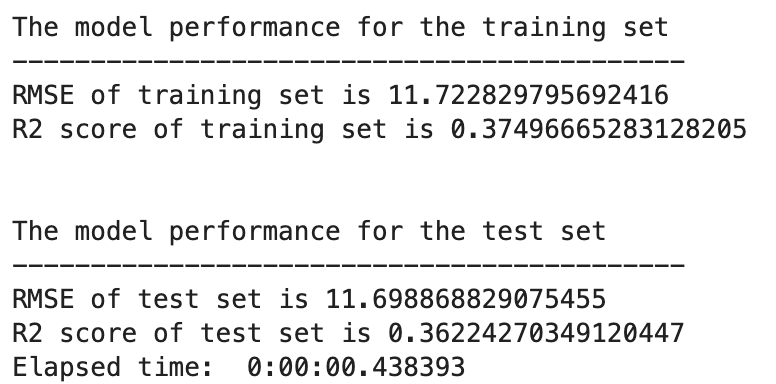 The model performance for the training set
-------------------------------------------
RMSE of training set is 11.722829795692416
R2 score of training set is 0.37496665283128205
The model performance for the test set
-------------------------------------------
RMSE of test set is 11.698868829075455
R2 score of test set is 0.36224270349120447
Elapsed time:  0:00:00.438393